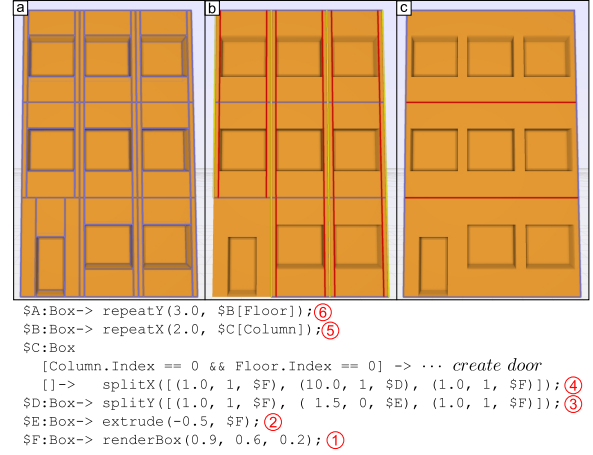 a b c
$A:Box-> repeatY(3.0, $B[Floor]); 6
$B:Box-> repeatX(2.0, $C[Column]); 5
$C:Box
[Column.Index == 0 && Floor.Index == 0] -> ··· create door
[]-> splitX([(1.0, 1, $F), (10.0, 1, $D), (1.0, 1, $F)]); 4
$D:Box-> splitY([(1.0, 1, $F), ( 1.5, 0, $E), (1.0, 1, $F)]); 3
$E:Box-> extrude(-0.5, $F); 2
$F:Box-> renderBox(0.9, 0.6, 0.2); 1